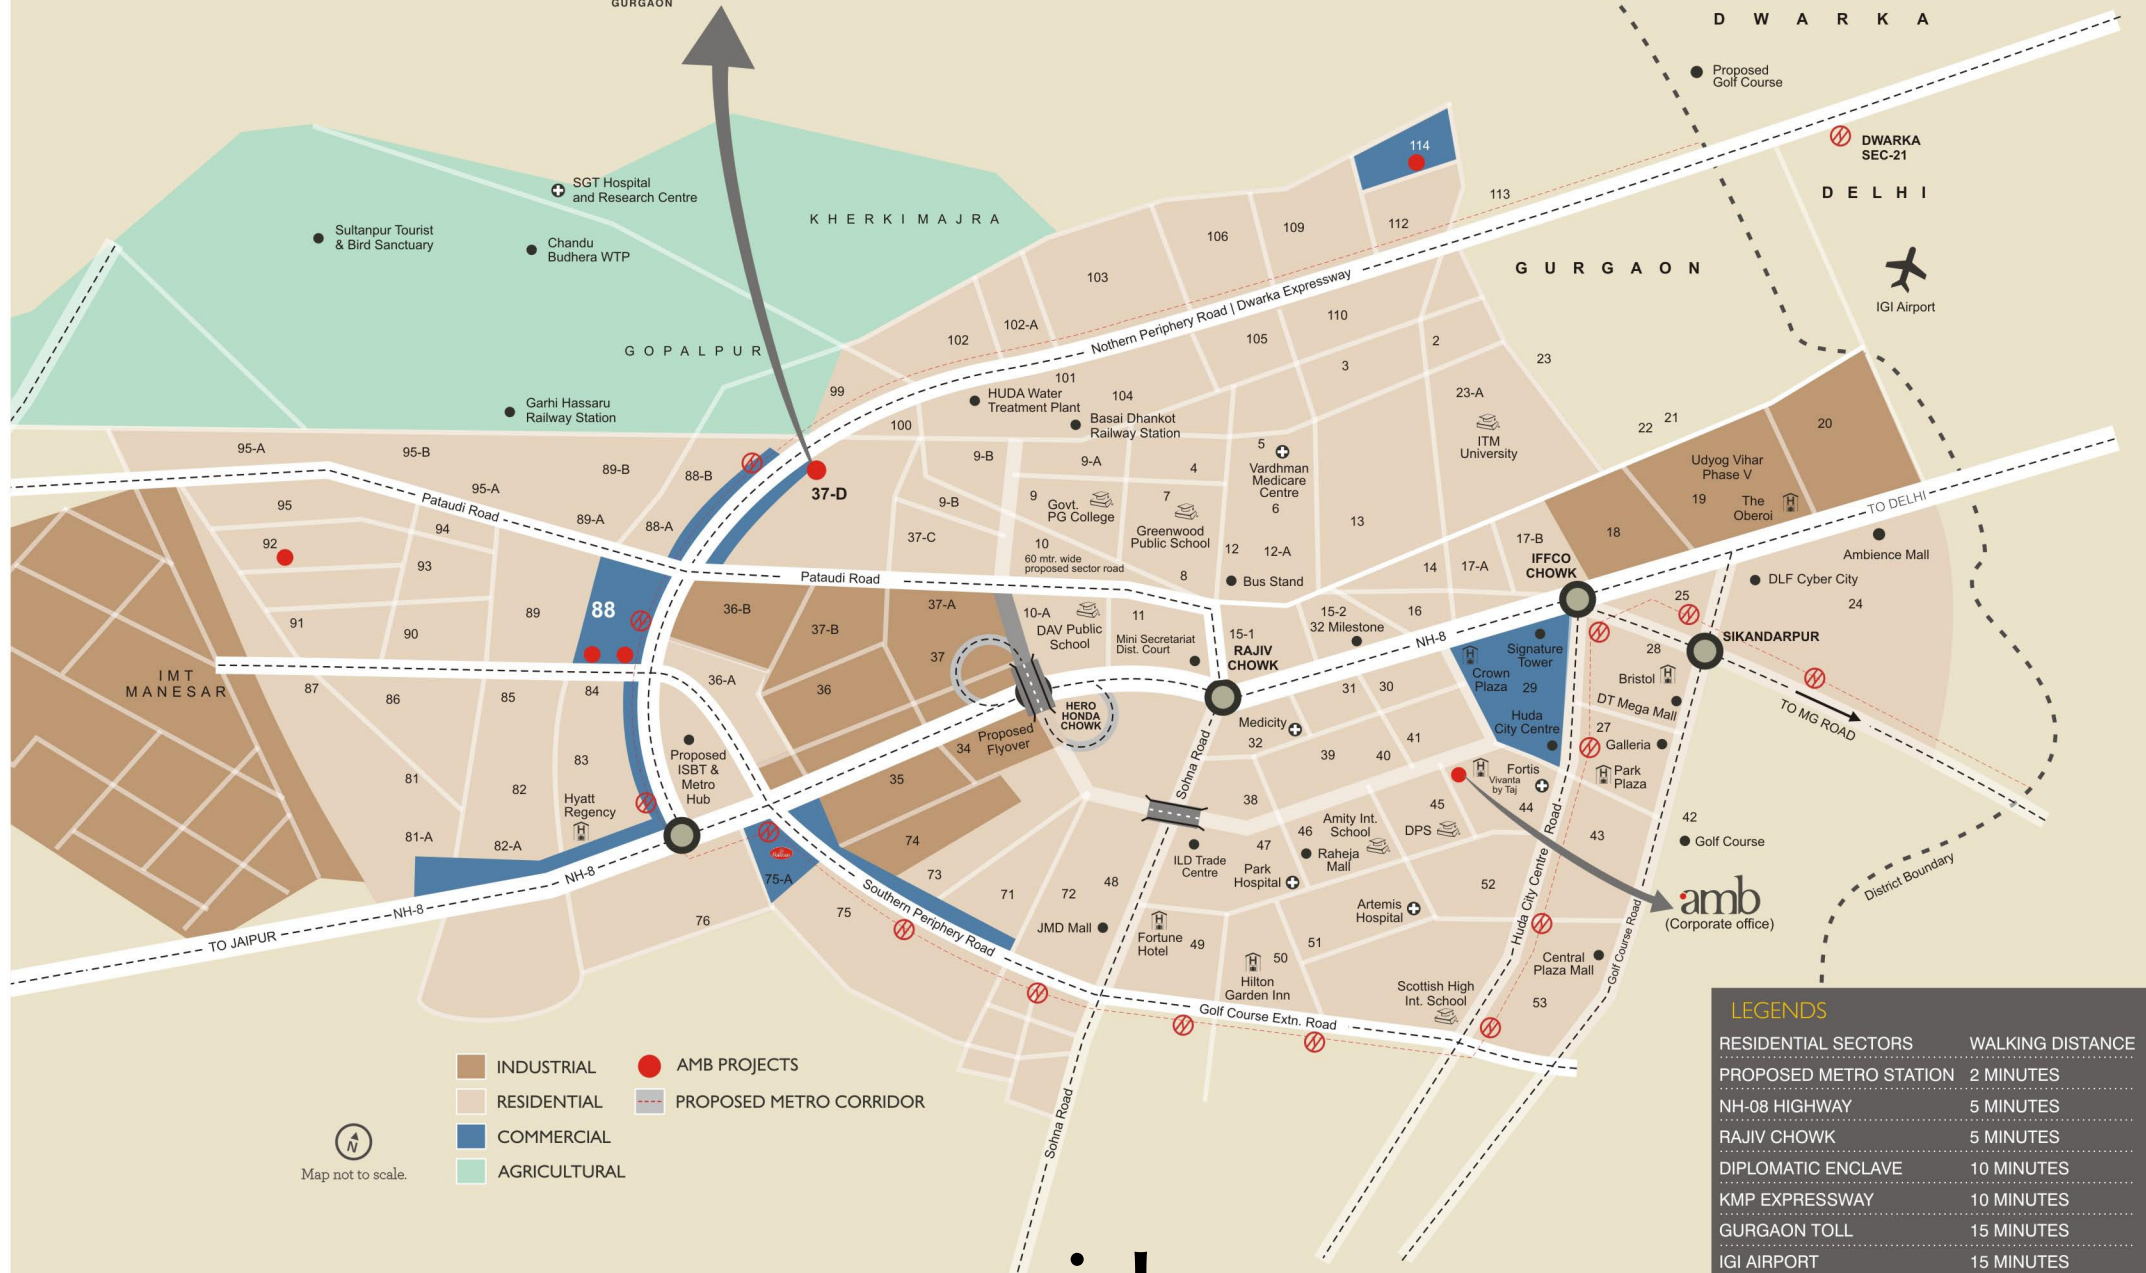 GURGAON
D W A R K A
Proposed
Golf Course
DWARKA
SEC-21
D E L H I
114
113
SGT Hospital
and Research Centre
K H E R K I M A J R A
Sultanpur Tourist
& Bird Sanctuary
Chandu
Budhera WTP
106
109
112
G U R G A O N
IGI Airport
103
Nothern Periphery Road | Dwarka Expressway
102
102-A
110
105
2
3
23
G O P A L P U R
Garhi Hassaru
Railway Station
99
101
HUDA Water
Treatment Plant
104
100
Basai Dhankot
Railway Station
23-A
ITM
University
22
21
20
95-A
95-B
89-B
88-B
37-D
9-B
9-A
4
5
Vardhman
Medicare
Centre
6
Udyog Vihar
Phase V
19
The
Oberoi
TO DELHI
95-A
Pataudi Road
95
94
89-A
88-A
9-B
9
Govt.
PG College
7
Greenwood
Public School
13
18
92
93
37-C
10
60 mtr. wide
proposed sector road
12
12-A
17-B
IFFCO
CHOWK
Ambience Mall
Pataudi Road
8
Bus Stand
14
17-A
DLF Cyber City
24
25
91
90
89
88
36-B
37-A
37-B
10-A
DAV Public
School
11
Mini Secretariat
Dist. Court
15-1
RAJIV
CHOWK
15-2
32 Milestone
16
NH-8
Signature
Tower
SIKANDARPUR
28
IMT
MANESAR
87
86
85
84
36-A
36
37
31
30
Crown
Plaza
29
Bristol
DT Mega Mall
TO MG ROAD
HERO
HONDA
CHOWK
Medicity
32
Huda
City Centre
27
Galleria
Proposed
ISBT &
Metro
Hub
34
Proposed
Flyover
Sohna Road
39
40
41
Park
Plaza
81
82
83
Hyatt
Regency
35
38
Fortis
Vivanta
by Taj
44
45
42
Golf Course
81-A
82-A
74
46
Amity Int.
School
DPS
43
District Boundary
NH-8
75-A
73
71
72
48
ILD Trade
Centre
47
Park
Hospital
Raheja
Mall
52
Huda City Centre Road
amb
(Corporate office)
NH-8
TO JAIPUR
76
75
Southern Periphery Road
JMD Mall
Fortune
Hotel
49
50
Hilton
Garden Inn
51
Artemis
Hospital
Central
Plaza Mall
Golf Course Road
Scottish High
Int. School
53
Golf Course Extn. Road
Sohna Road
INDUSTRIAL
RESIDENTIAL
COMMERCIAL
AGRICULTURAL
AMB PROJECTS
PROPOSED METRO CORRIDOR
N
Map not to scale.
LEGENDS
RESIDENTIAL SECTORS WALKING DISTANCE
PROPOSED METRO STATION 2 MINUTES
NH-08 HIGHWAY 5 MINUTES
RAJIV CHOWK 5 MINUTES
DIPLOMATIC ENCLAVE 10 MINUTES
KMP EXPRESSWAY 10 MINUTES
GURGAON TOLL 15 MINUTES
IGI AIRPORT 15 MINUTES